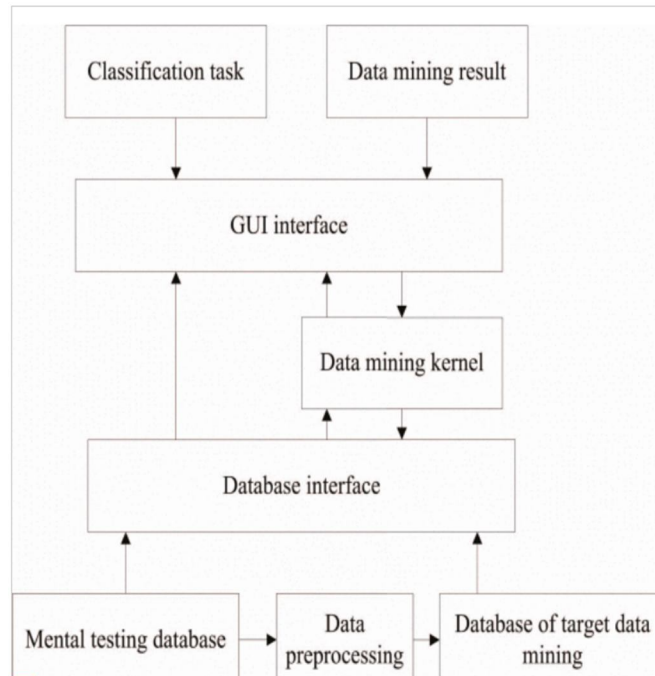 Classification task
Data mining result
GUI interface
Data mining kernel
Database interface
Mental testing database
Data
preprocessing
Database of target data
mining